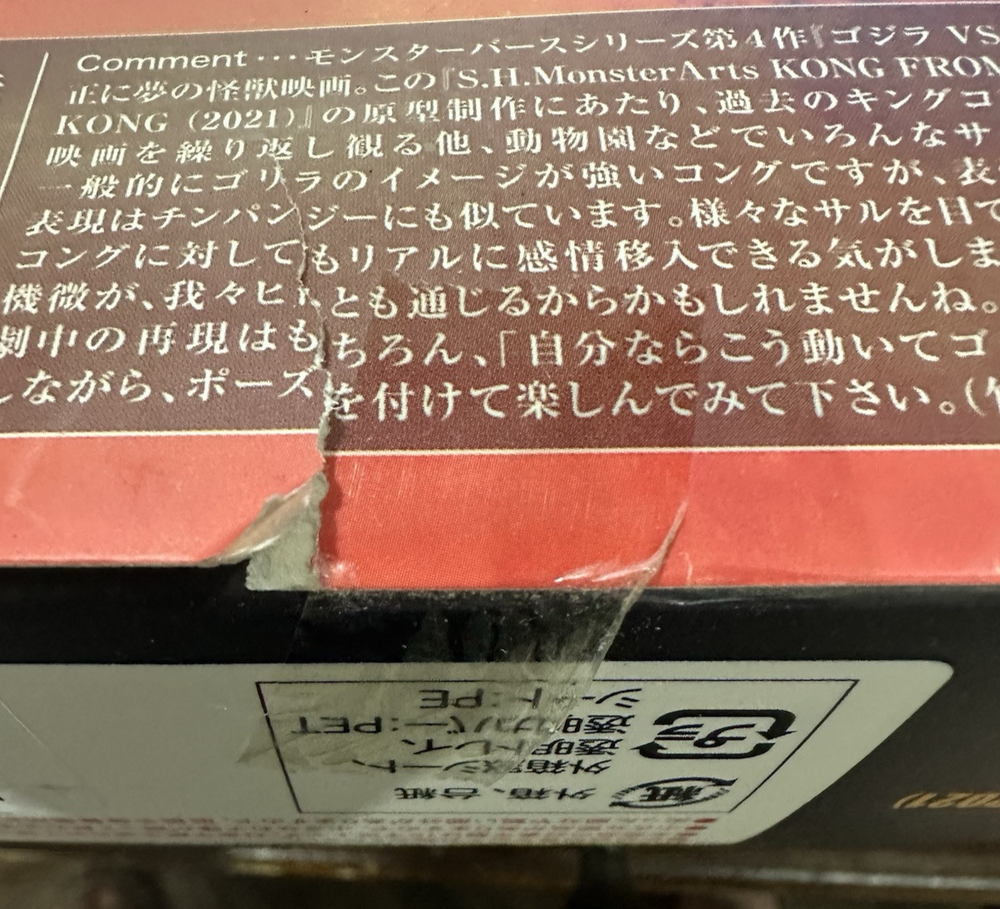 Comment･･･モンスターバースシリーズ第4作『ゴジラ VS
正に夢の怪獣映画。この『S.H.MonsterArts KONG FROM
KONG（2021）』の原型制作にあたり、過去のキングコ
映画を繰り返し観る他、動物園などでいろんなサ
一般的にゴリラのイメージが強いコングですが、表
表現はチンパンジーにも似ています。様々なサルを目で
コングに対してもリアルに感情移入できる気がしま
機微が、我々ヒトとも通じるからかもしれませんね。
劇中の再現はもちろん、「自分ならこう動いてゴ
しながら、ポーズを付けて楽しんでみて下さい。（竹
紙 外箱、台紙
プラ
外箱底シート、
透明トレイ、
透明カバー:PET
シート:PE
2021)